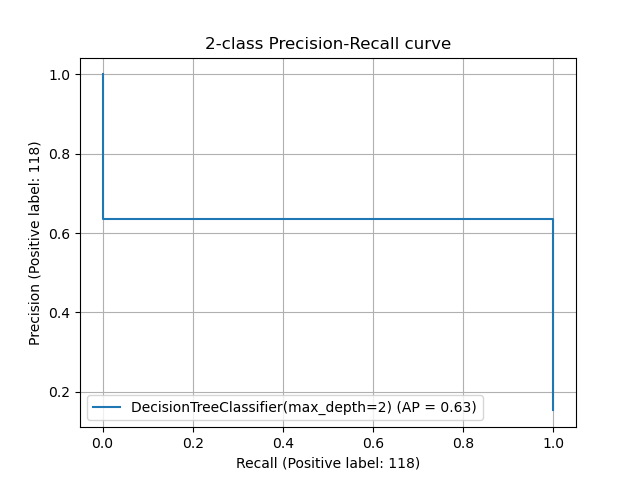 2-class Precision-Recall curve
Precision (Positive label: 118)
1.0
0.8
0.6
0.4
0.2
DecisionTreeClassifier(max_depth=2) (AP = 0.63)
0.0 0.2 0.4 0.6 0.8 1.0
Recall (Positive label: 118)